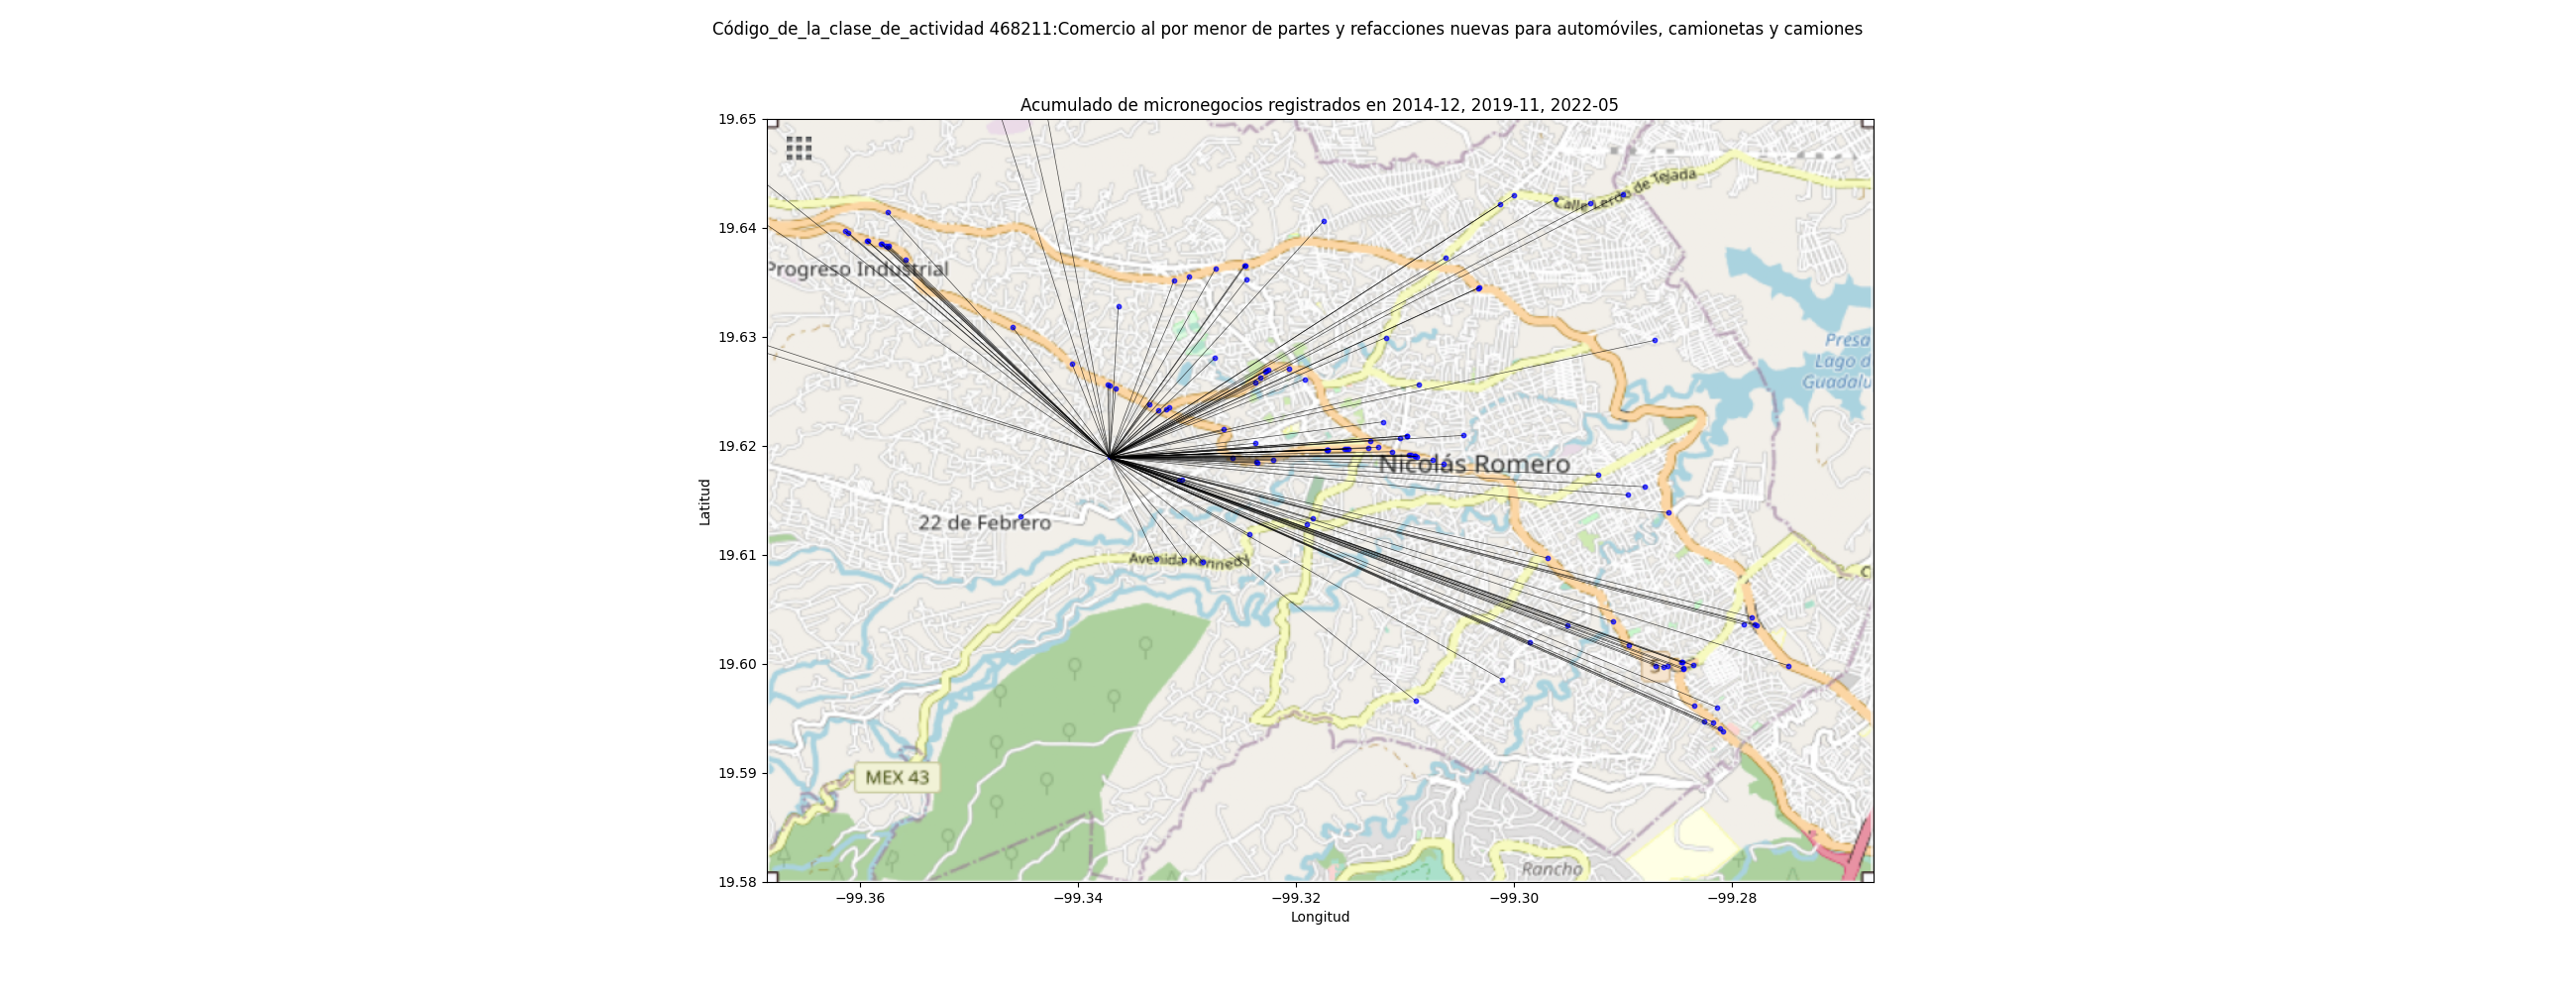 Código_de_la_clase_de_actividad 468211:Comercio al por menor de partes y refacciones nuevas para automóviles, camionetas y camiones
Acumulado de micronegocios registrados en 2014-12, 2019-11, 2022-05
19.65
Calle Lerdo de Tejada
19.64
Progreso Industrial
19.63
Presa
Lago d
Guadalu
19.62
Nicolás Romero
Latitud
22 de Febrero
19.61
Avenida Kennedy
C
19.60
19.59
MEX 43
Rancho
19.58
−99.36
−99.34
−99.32
−99.30
−99.28
Longitud